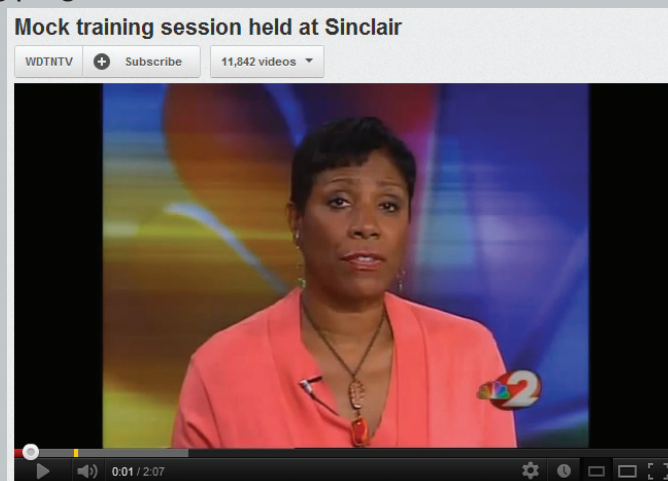 Mock training session held at Sinclair
WDTNTV
Subscribe
11,842 videos
2
0:01 / 2:07